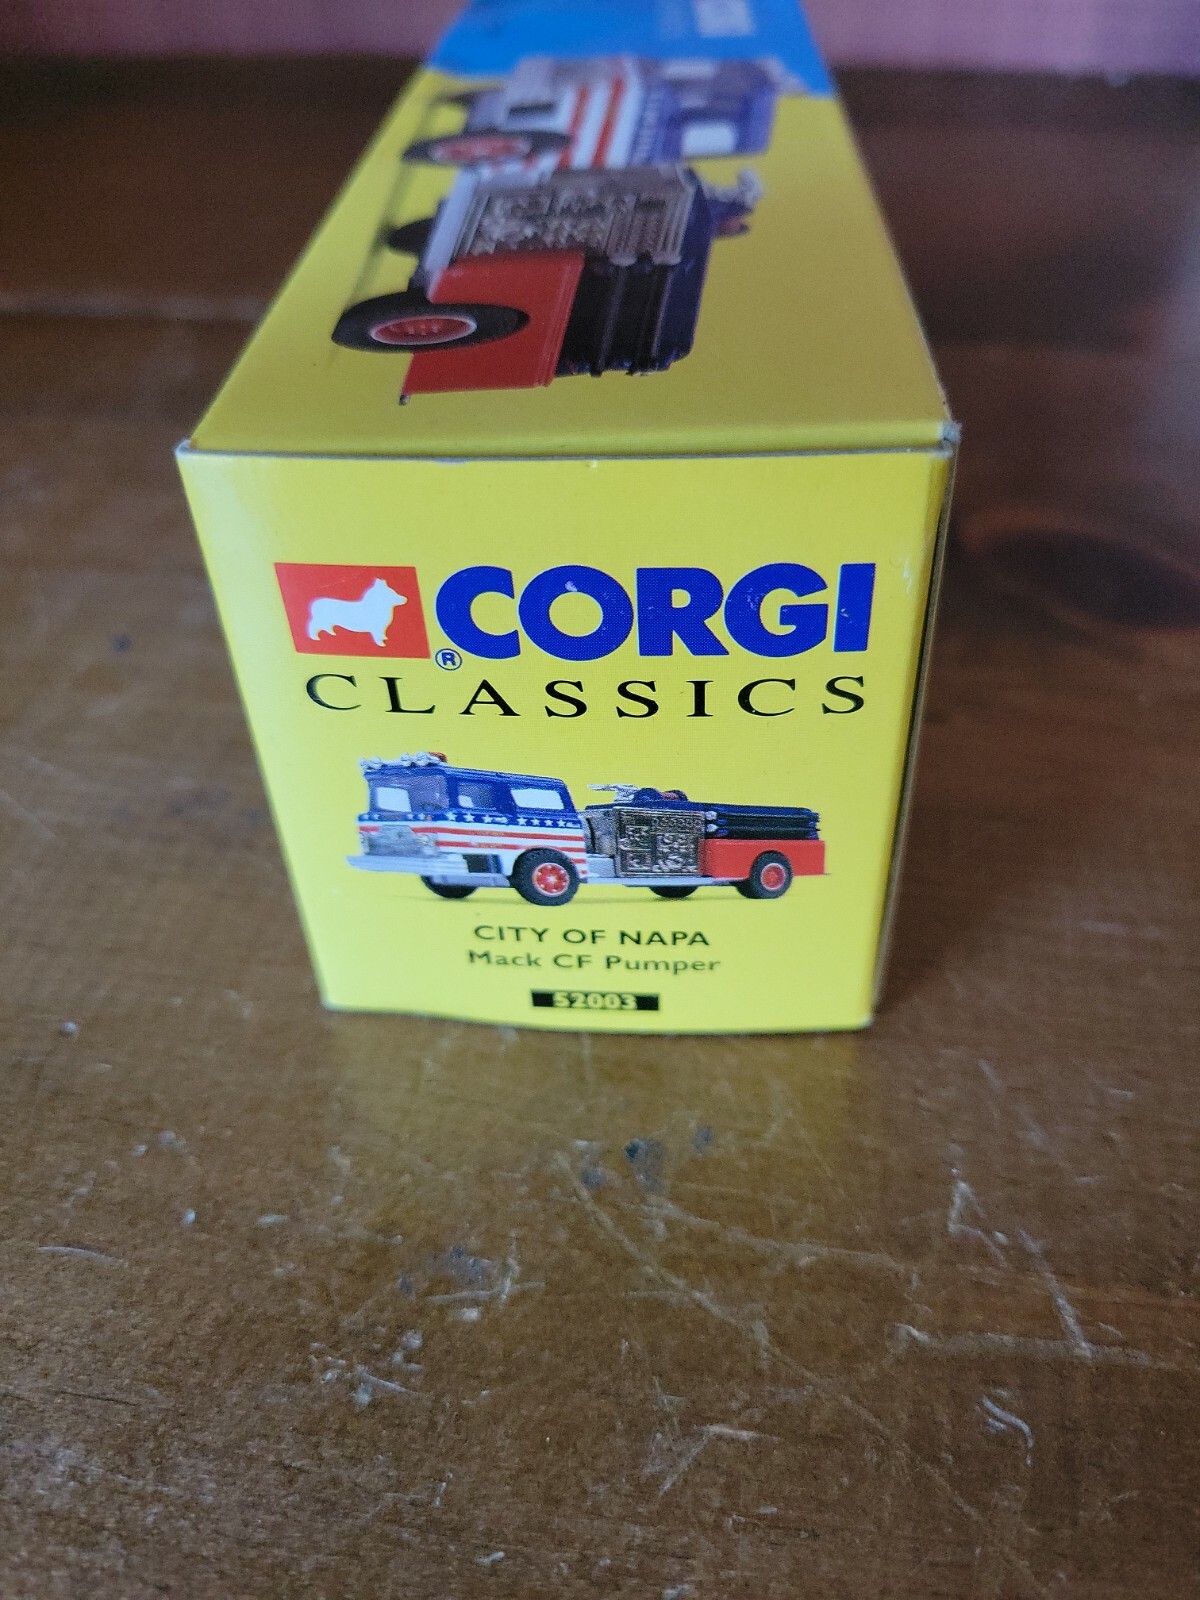 ® CORGI
CLASSICS
CITY OF NAPA
Mack CF Pumper
52003